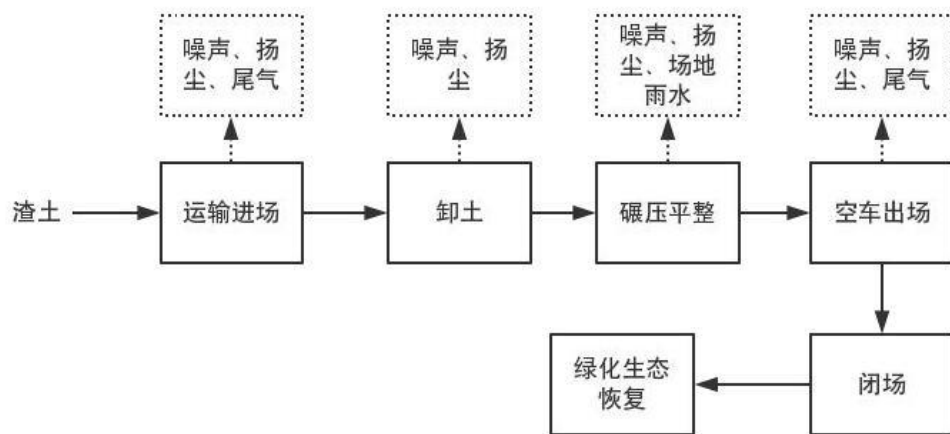 噪声、扬
尘、尾气
噪声、扬
尘
噪声、扬
尘、场地
雨水
噪声、扬
尘、尾气
渣土
运输进场
卸土
碾压平整
空车出场
绿化生态
恢复
闭场